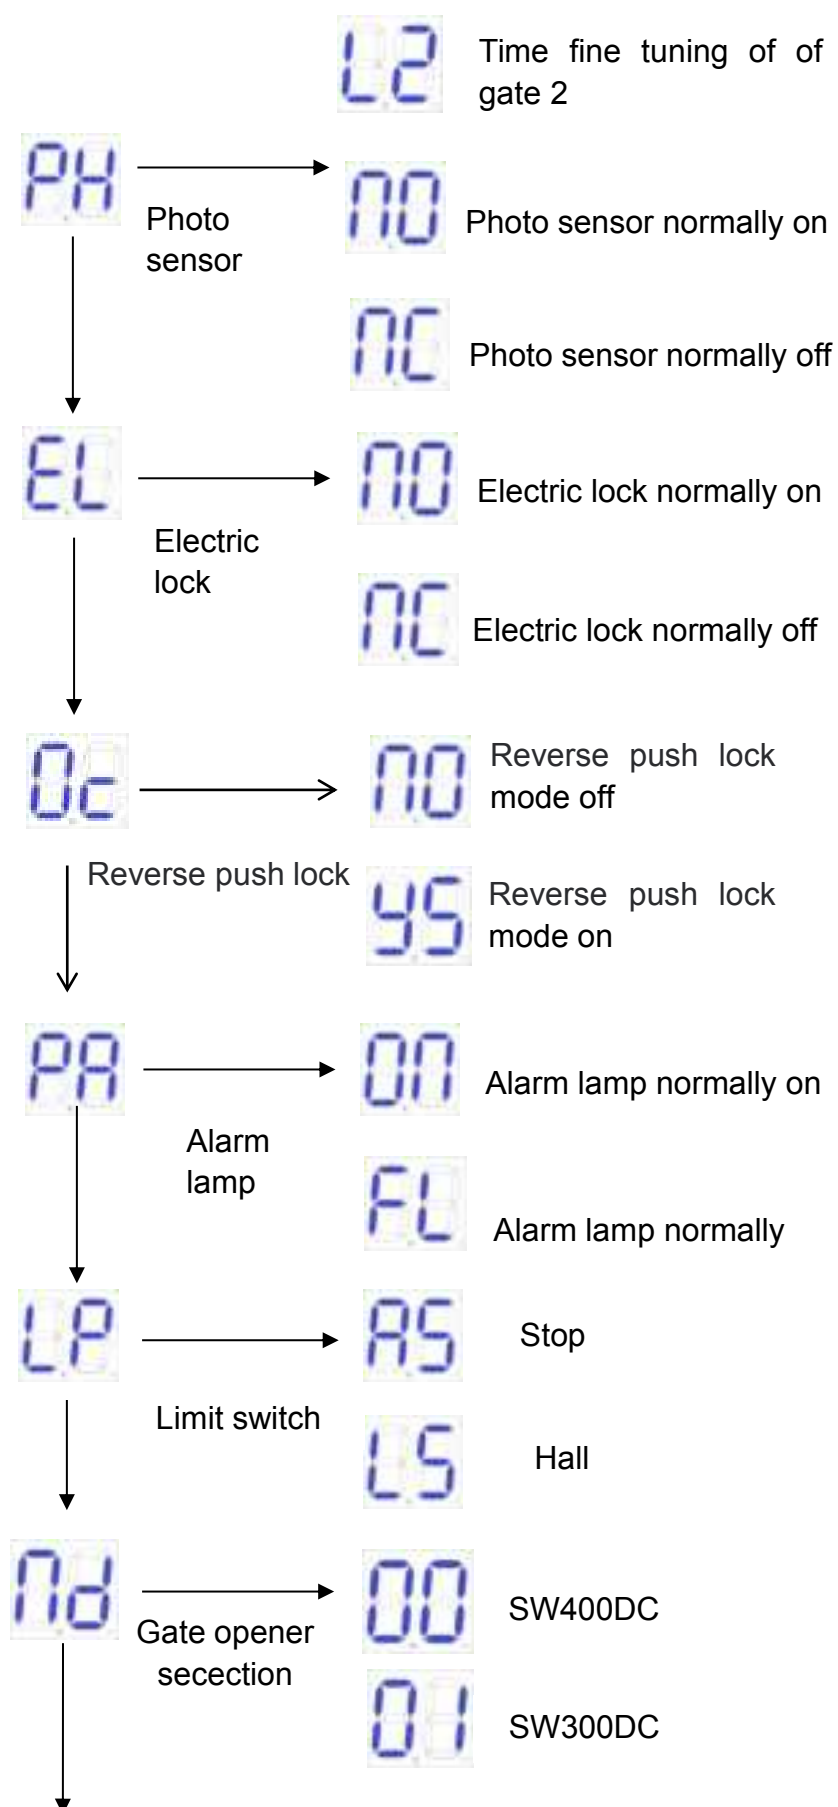 L2
Time fine tuning of of
gate 2
PH
Photo
sensor
NO
Photo sensor normally on
NC
Photo sensor normally off
EL
Electric
lock
NO
Electric lock normally on
NC
Electric lock normally off
Oc
Reverse push lock
NO
Reverse push lock
mode off
YS
Reverse push lock
mode on
PA
Alarm
lamp
ON
Alarm lamp normally on
FL
Alarm lamp normally
LP
Limit switch
AS
Stop
LS
Hall
Nd
Gate opener
secection
00
SW400DC
01
SW300DC